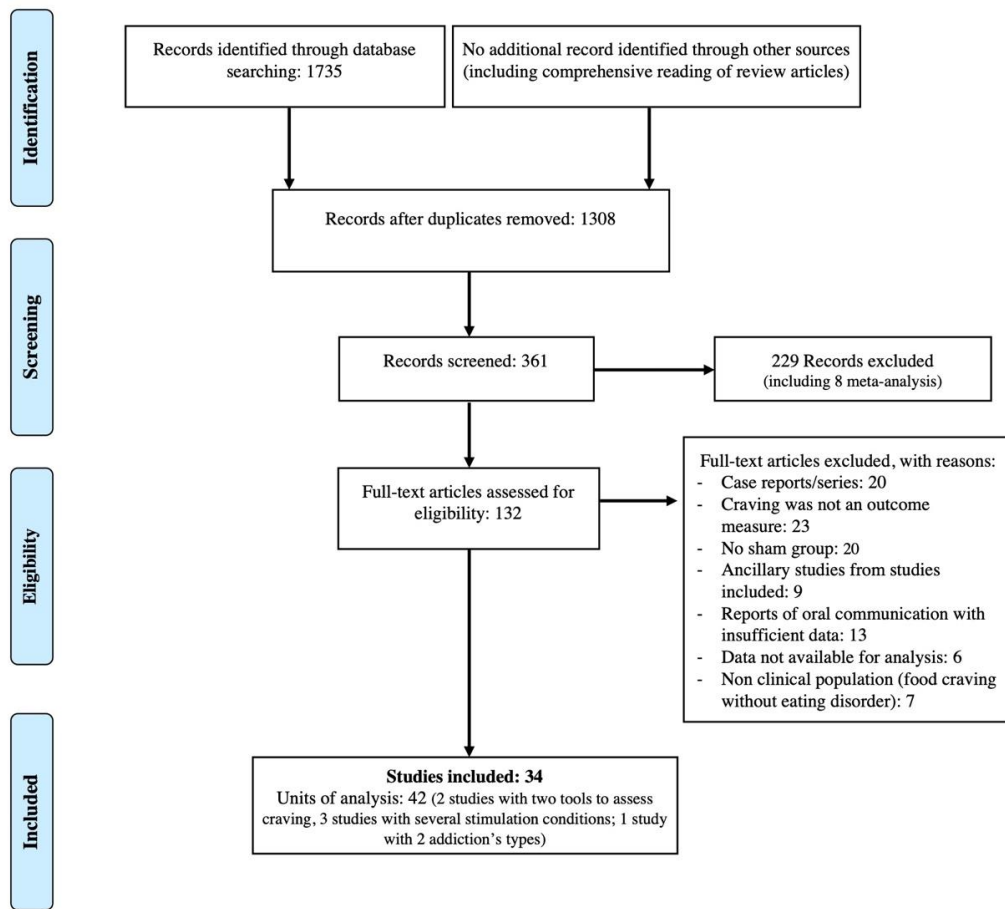 Identification
Records identified through database
searching: 1735
No additional record identified through other sources
(including comprehensive reading of review articles)
Records after duplicates removed: 1308
Screening
Records screened: 361
229 Records excluded
(including 8 meta-analysis)
Eligibility
Full-text articles assessed for
eligibility: 132
Full-text articles excluded, with reasons:
- Case reports/series: 20
- Craving was not an outcome
measure: 23
- No sham group: 20
- Ancillary studies from studies
included: 9
- Reports of oral communication with
insufficient data: 13
- Data not available for analysis: 6
- Non clinical population (food craving
without eating disorder): 7
Included
Studies included: 34
Units of analysis: 42 (2 studies with two tools to assess
craving, 3 studies with several stimulation conditions; 1 study
with 2 addiction's types)